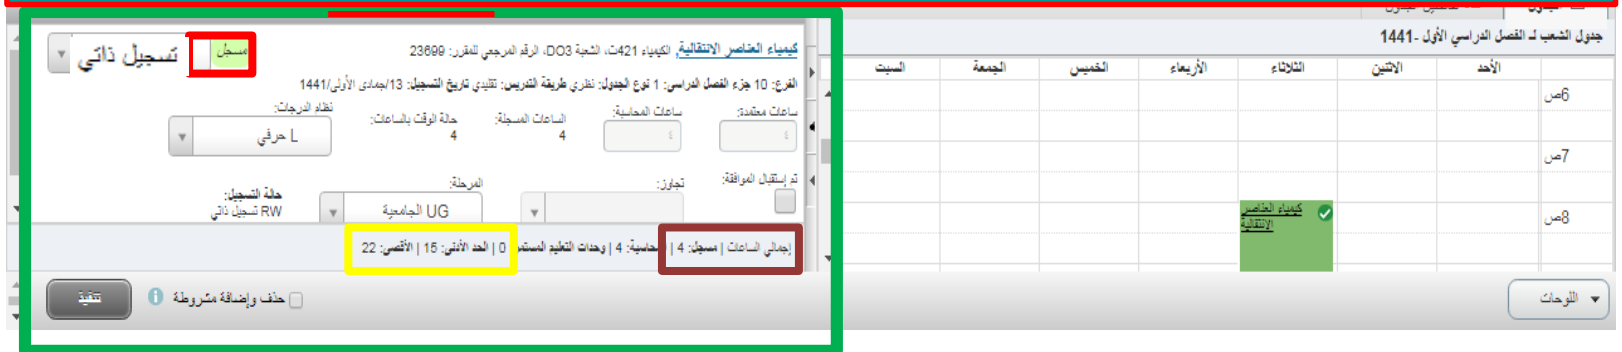 جدول الشعب لـ الفصل الدراسي الأول -1441
الأحد
الاثنين
الثلاثاء
الأربعاء
الخميس
الجمعة
السبت
6ص
7ص
8ص
كيمياء العناصر
الانتقالية
اللوحات
كيمياء العناصر الانتقالية, الكيمياء 421ت، الشعبة DO3، الرقم المرجعي للمقرر: 23699
مسجل
تسجيل ذاتي
الفرع: 10 جزء الفصل الدراسي: 1 نوع الجدول: نظري طريقة التدريس: تقليدي تاريخ التسجيل: 13/جمادى الأولى/1441
ساعات معتمدة:
٤
ساعات المحاسبة:
٤
الساعات المسجلة:
4
حالة الوقت بالساعات:
4
نظام الدرجات:
L حرفي
تم إستقبال الموافقة:
تجاوز:
المرحلة:
UG الجامعية
حالة التسجيل:
RW تسجيل ذاتي
إجمالي الساعات | مسجل: 4 | محاسبة: 4 | وحدات التعليم المستمر: 0 | الحد الأدنى: 15 | الأقصى: 22
حذف وإضافة مشروطة
تنفيذ